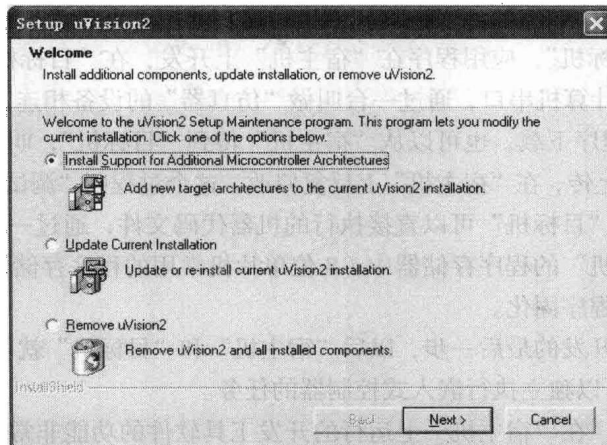 Setup uVision2
Welcome
Install additional components, update installation, or remove uVision2.
Welcome to the uVision2 Setup Maintenance program. This program lets you modify the
current installation. Click one of the options below.
Install Support for Additional Microcontroller Architectures
Add new target architectures to the current uVision2 installation.
Update Current Installation
Update or re-install current uVision2 installation.
Remove uVision2
Remove uVision2 and all installed components.
InstallShield
Back Next > Cancel